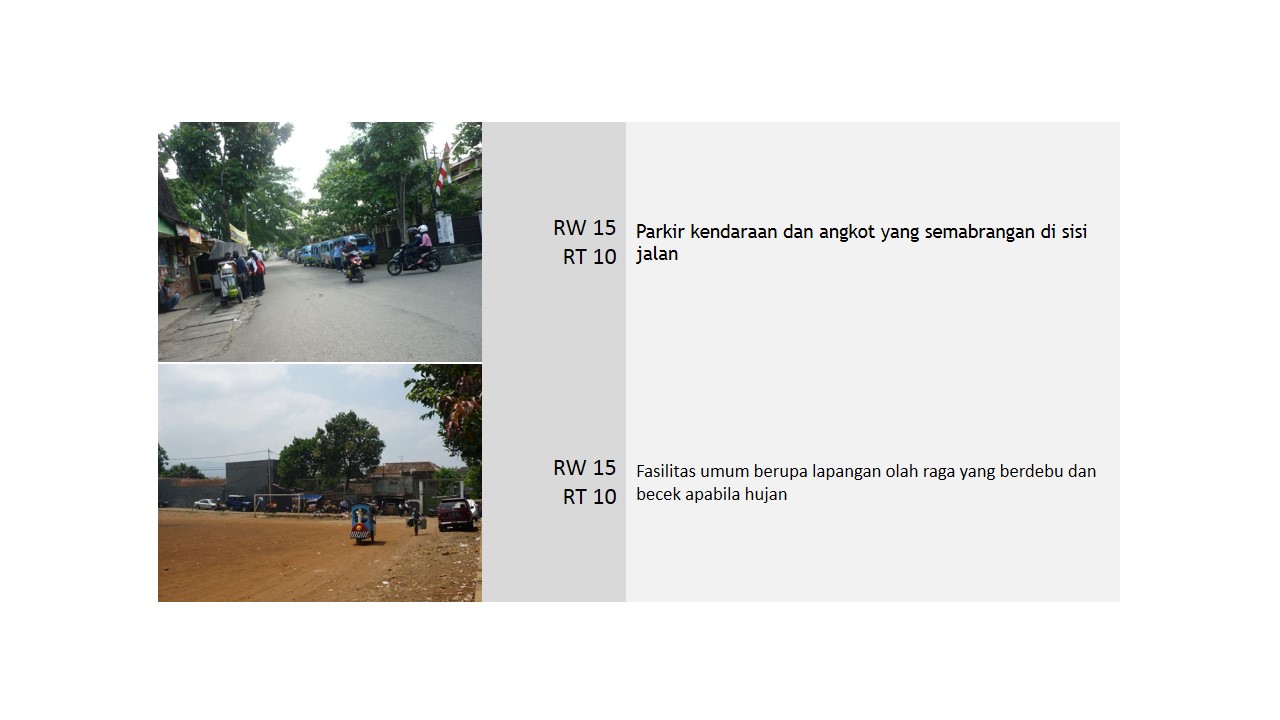 RW 15
RT 10
Parkir kendaraan dan angkot yang semabrangan di sisi
jalan
RW 15
RT 10
Fasilitas umum berupa lapangan olah raga yang berdebu dan
becek apabila hujan